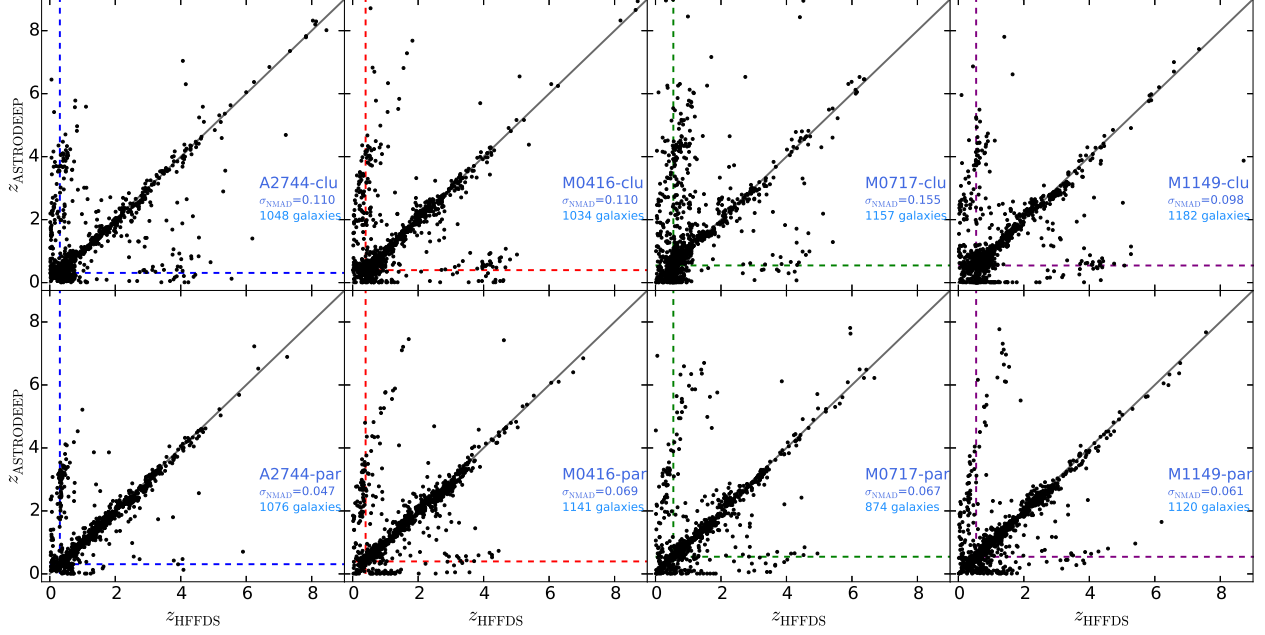 8
6
4
2
0
z_ASTRODEEP
A2744-clu
σ_NMAD=0.110
1048 galaxies
M0416-clu
σ_NMAD=0.110
1034 galaxies
M0717-clu
σ_NMAD=0.155
1157 galaxies
M1149-clu
σ_NMAD=0.098
1182 galaxies
8
6
4
2
0
z_ASTRODEEP
A2744-par
σ_NMAD=0.047
1076 galaxies
M0416-par
σ_NMAD=0.069
1141 galaxies
M0717-par
σ_NMAD=0.067
874 galaxies
M1149-par
σ_NMAD=0.061
1120 galaxies
0 2 4 6 8 0 2 4 6 8 0 2 4 6 8 0 2 4 6 8
z_HFFDS z_HFFDS z_HFFDS z_HFFDS